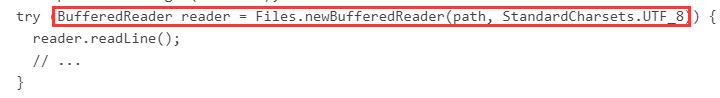 try (BufferedReader reader = Files.newBufferedReader(path, StandardCharsets.UTF_8)) {
  reader.readLine();
  // ...
}